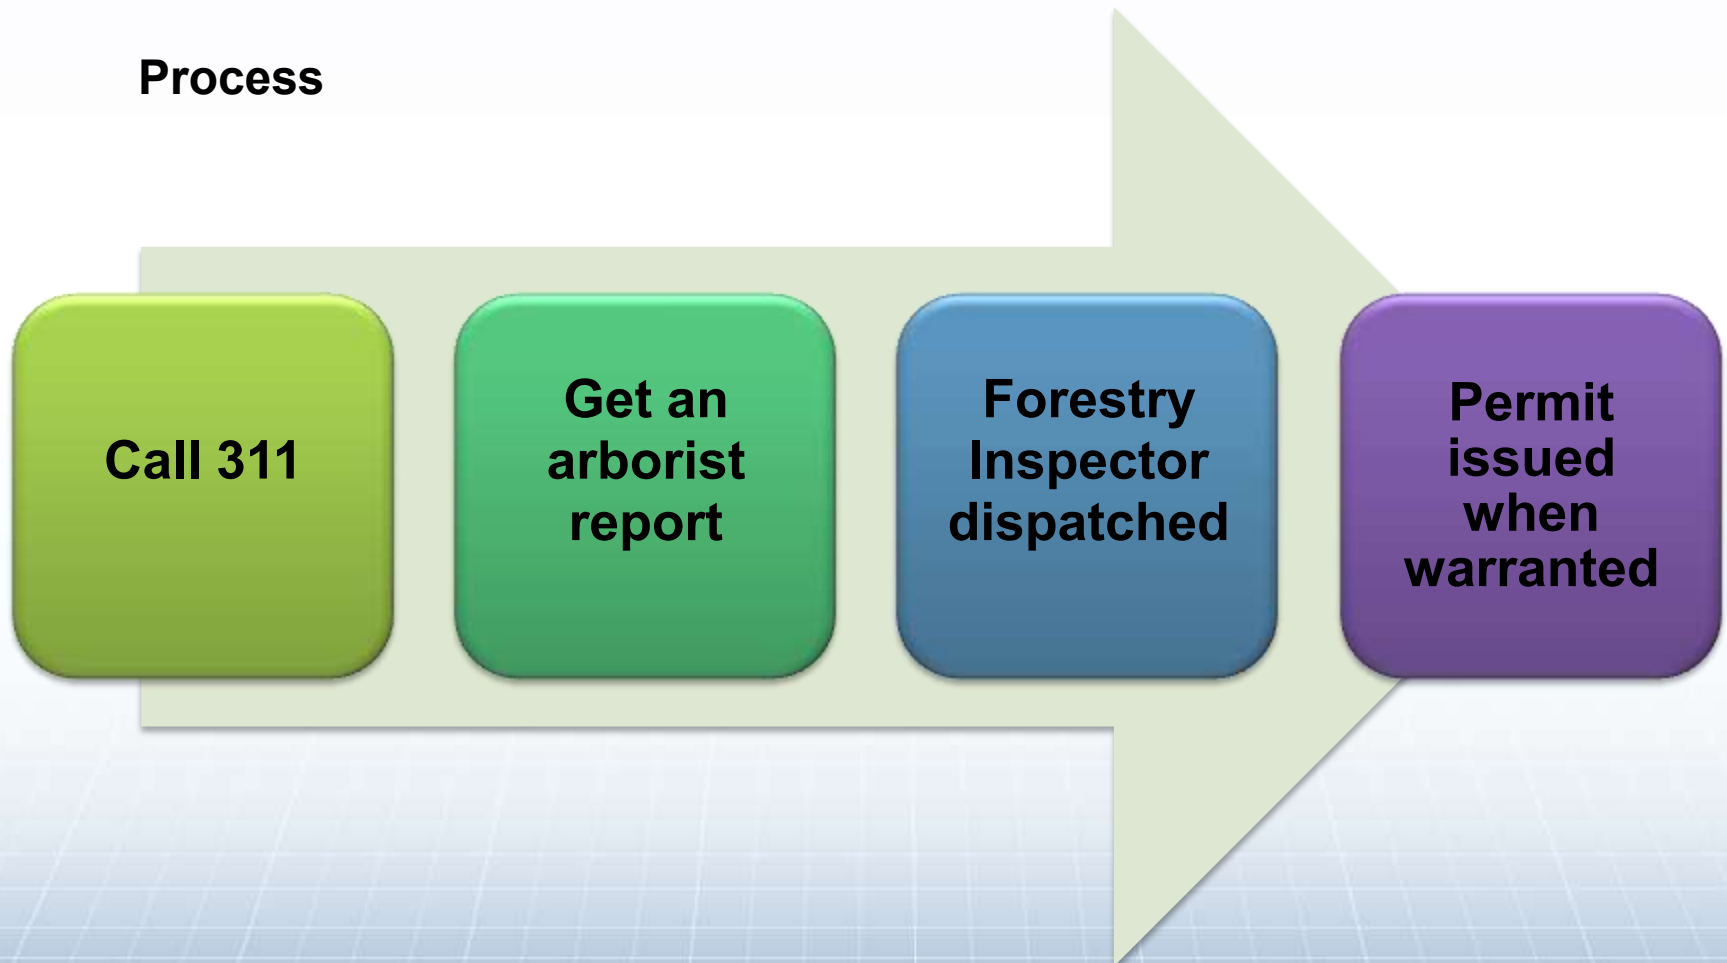 Process
Call 311
Get an
arborist
report
Forestry
Inspector
dispatched
Permit
issued
when
warranted